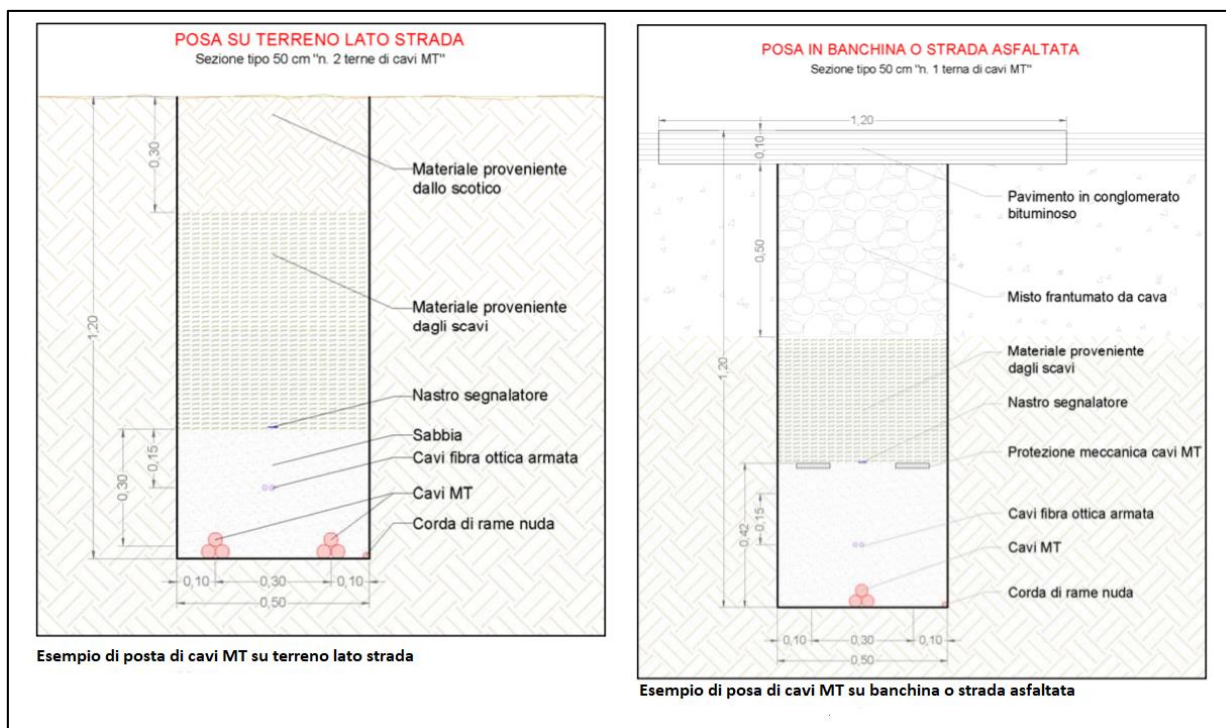 POSA SU TERRENO LATO STRADA
Sezione tipo 50 cm "n. 2 terne di cavi MT"
0,30
1,20
0,30
0,15
Materiale proveniente
dallo scotico
Materiale proveniente
dagli scavi
Nastro segnalatore
Sabbia
Cavi fibra ottica armata
Cavi MT
Corda di rame nuda
0,10
0,30
0,10
0,50
Esempio di posta di cavi MT su terreno lato strada
POSA IN BANCHINA O STRADA ASFALTATA
Sezione tipo 50 cm "n. 1 terna di cavi MT"
1,20
0,10
0,50
1,20
0,42
0,15
Pavimento in conglomerato
bituminoso
Misto frantumato da cava
Materiale proveniente
dagli scavi
Nastro segnalatore
Protezione meccanica cavi MT
Cavi fibra ottica armata
Cavi MT
Corda di rame nuda
0,10
0,30
0,10
0,50
Esempio di posa di cavi MT su banchina o strada asfaltata